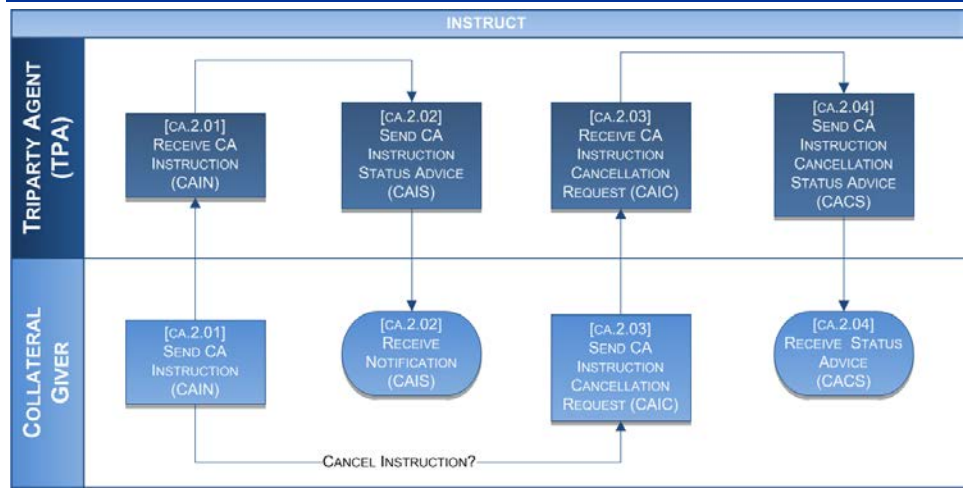 INSTRUCT
TRIPARTY AGENT
(TPA)
[CA.2.01]
RECEIVE CA
INSTRUCTION
(CAIN)
[CA.2.02]
SEND CA
INSTRUCTION
STATUS ADVICE
(CAIS)
[CA.2.03]
RECEIVE CA
INSTRUCTION
CANCELLATION
REQUEST (CAIC)
[CA.2.04]
SEND CA
INSTRUCTION
CANCELLATION
STATUS ADVICE
(CACS)
COLLATERAL
GIVER
[CA.2.01]
SEND CA
INSTRUCTION
(CAIN)
[CA.2.02]
RECEIVE
NOTIFICATION
(CAIS)
[CA.2.03]
SEND CA
INSTRUCTION
CANCELLATION
REQUEST (CAIC)
[CA.2.04]
RECEIVE STATUS
ADVICE
(CACS)
CANCEL INSTRUCTION?